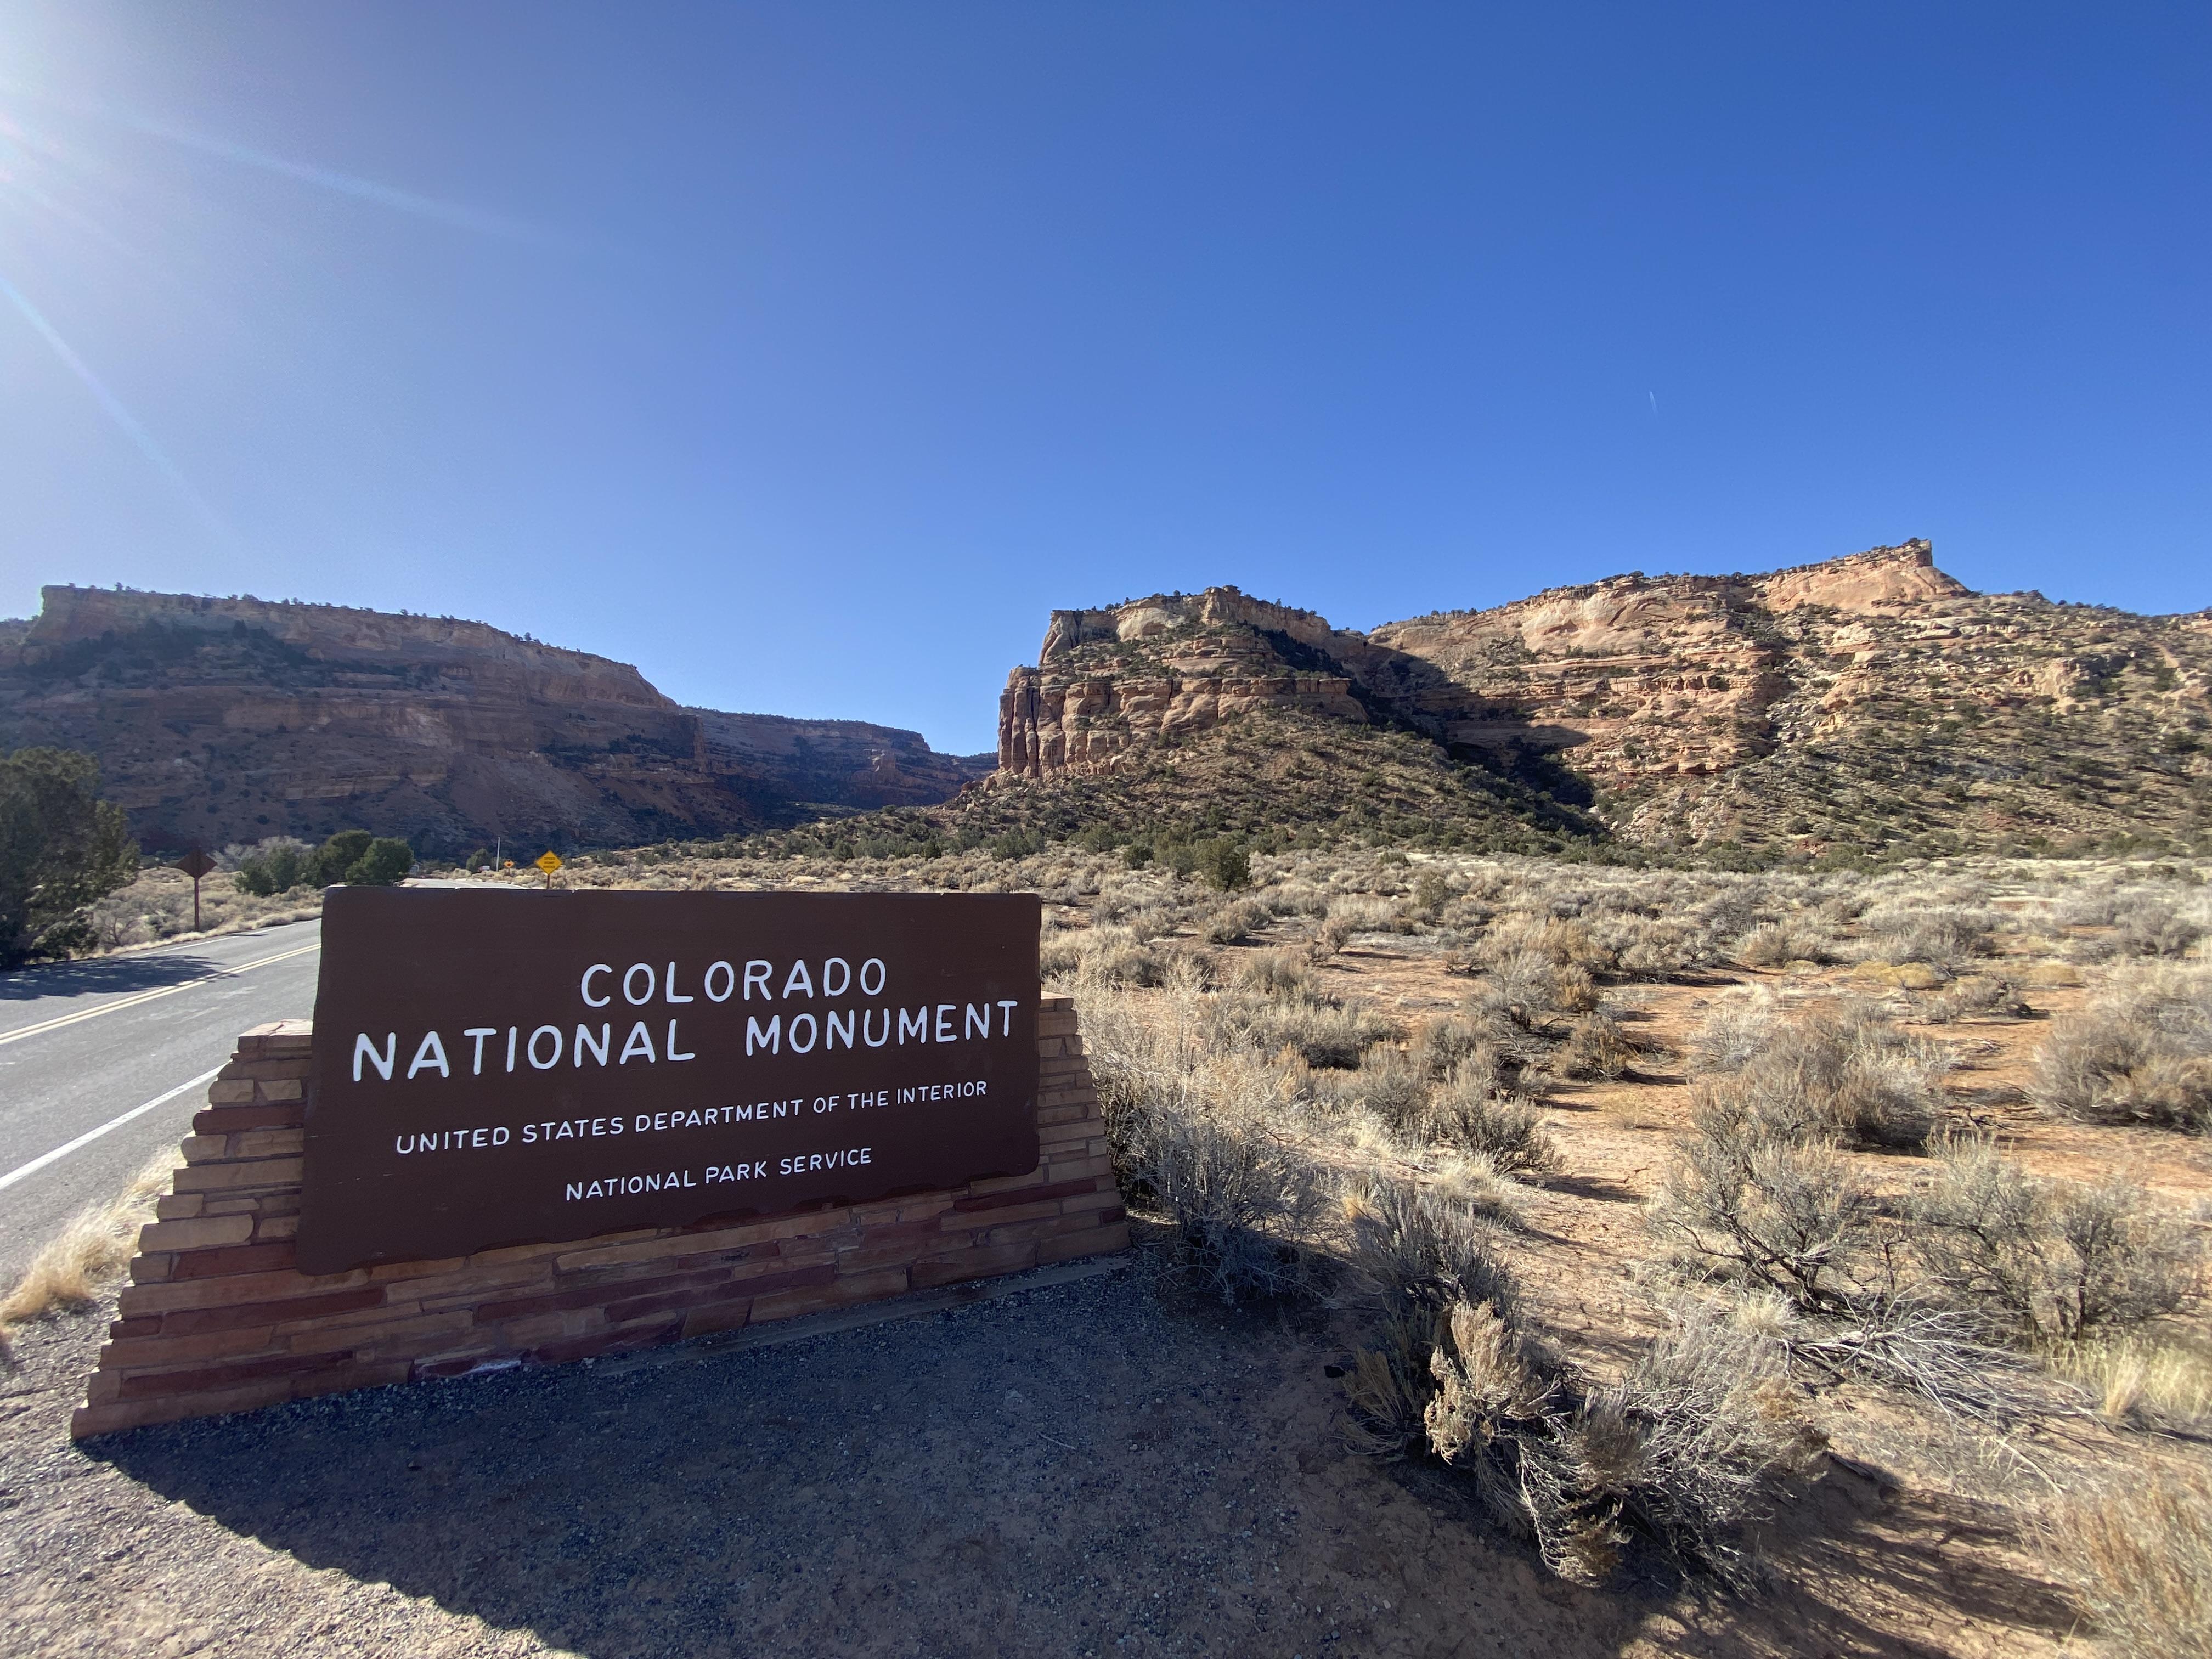 COLORADO
NATIONAL MONUMENT
UNITED STATES DEPARTMENT OF THE INTERIOR
NATIONAL PARK SERVICE